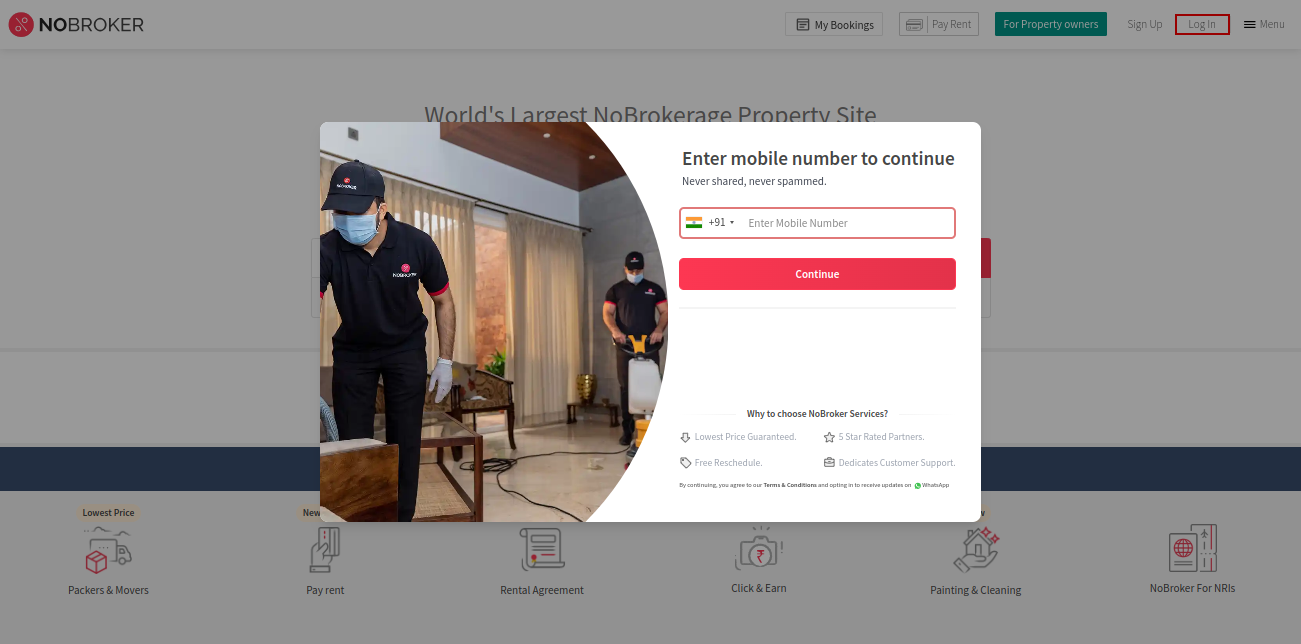 NOBROKER
My Bookings
Pay Rent
For Property owners
Sign Up
Log In
Menu
World's Largest NoBrokerage Property Site
Enter mobile number to continue
Never shared, never spammed.
+91
Enter Mobile Number
Continue
NOBROKER
Why to choose NoBroker Services?
Lowest Price Guaranteed.
5 Star Rated Partners.
Free Reschedule.
Dedicates Customer Support.
By continuing, you agree to our Terms & Conditions and opting in to receive updates on WhatsApp
Lowest Price
New
Packers & Movers
Pay rent
Rental Agreement
Click & Earn
Painting & Cleaning
NoBroker For NRIs